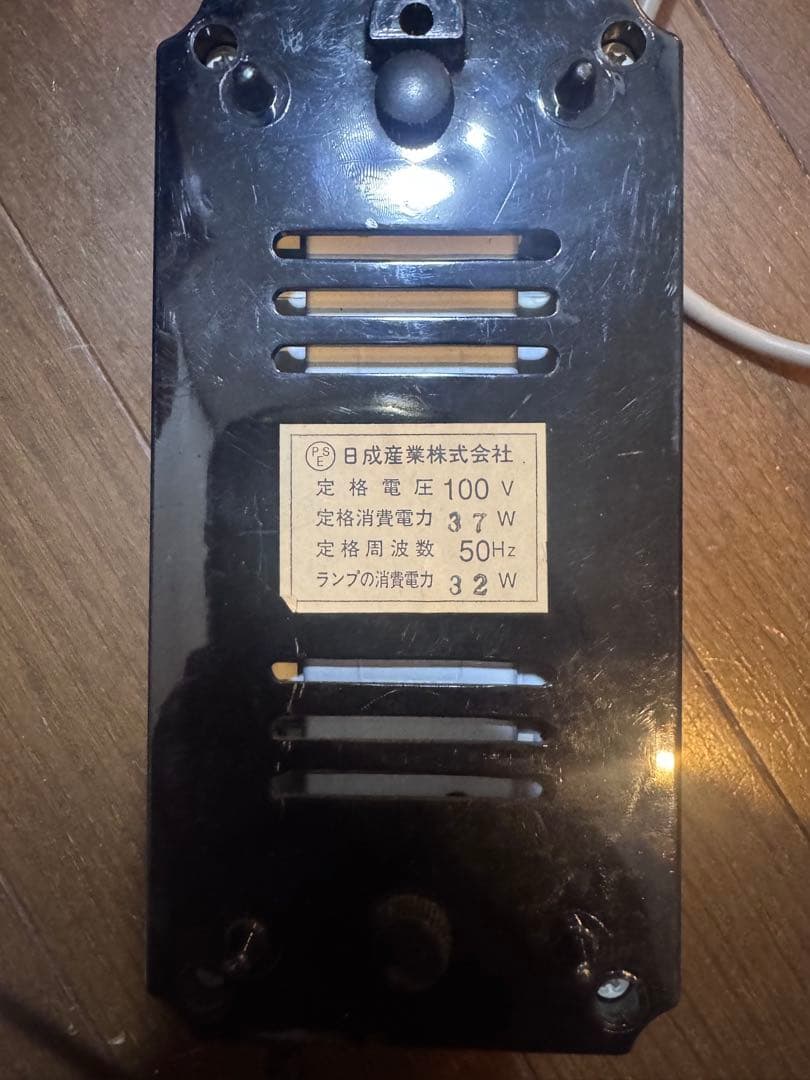 PSE 日成産業株式会社
定格電圧 100 V
定格消費電力 37 W
定格周波数 50Hz
ランプの消費電力 32 W